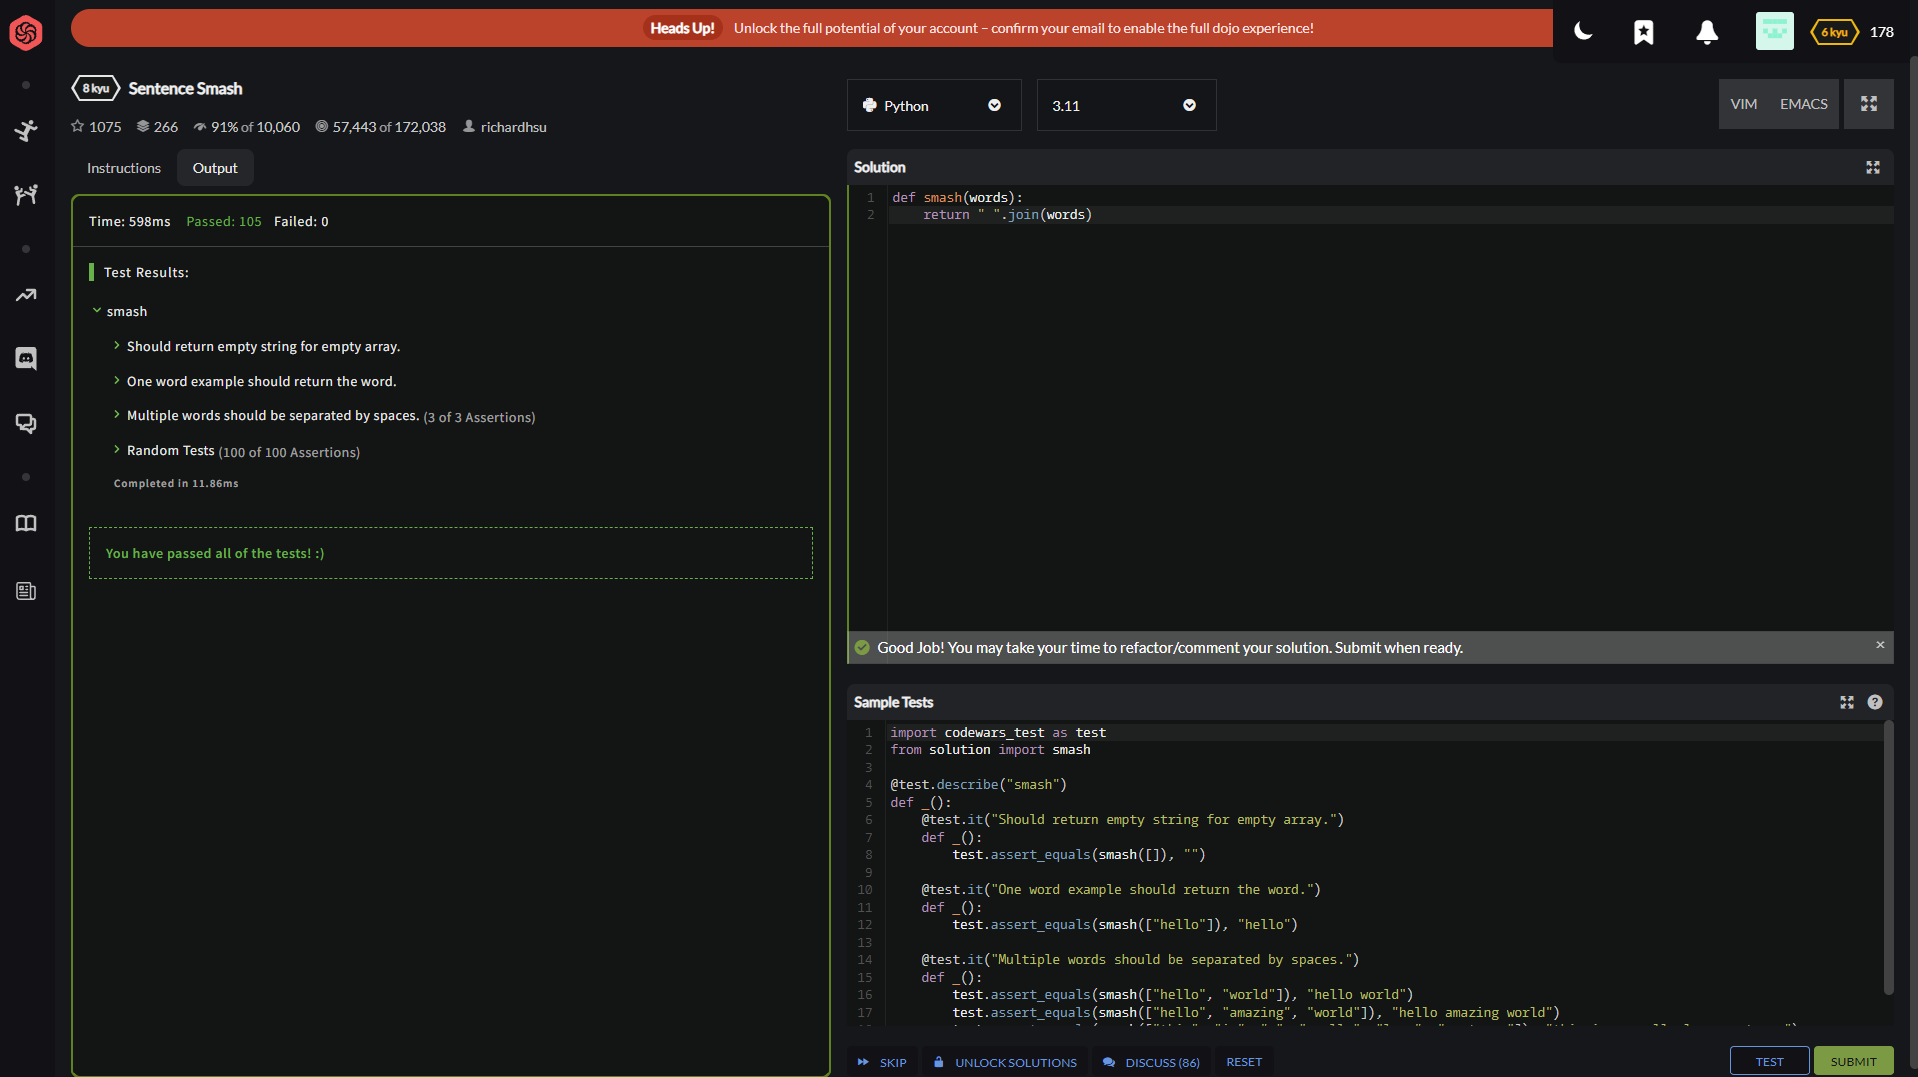 Heads Up! Unlock the full potential of your account – confirm your email to enable the full dojo experience!
6 kyu 178
8 kyu Sentence Smash
1075 266 91% of 10,060 57,443 of 172,038 richardhsu
Instructions Output
Time: 598ms Passed: 105 Failed: 0
Test Results:
smash
Should return empty string for empty array.
One word example should return the word.
Multiple words should be separated by spaces. (3 of 3 Assertions)
Random Tests (100 of 100 Assertions)
Completed in 11.86ms
You have passed all of the tests! :)
Python 3.11 VIM EMACS
Solution
1 def smash(words):
2     return " ".join(words)
Good Job! You may take your time to refactor/comment your solution. Submit when ready.
Sample Tests
1 import codewars_test as test
2 from solution import smash
3
4 @test.describe("smash")
5 def _():
6     @test.it("Should return empty string for empty array.")
7     def _():
8         test.assert_equals(smash([]), "")
9
10     @test.it("One word example should return the word.")
11     def _():
12         test.assert_equals(smash(["hello"]), "hello")
13
14     @test.it("Multiple words should be separated by spaces.")
15     def _():
16         test.assert_equals(smash(["hello", "world"]), "hello world")
17         test.assert_equals(smash(["hello", "amazing", "world"]), "hello amazing world")
SKIP UNLOCK SOLUTIONS DISCUSS (86) RESET TEST SUBMIT